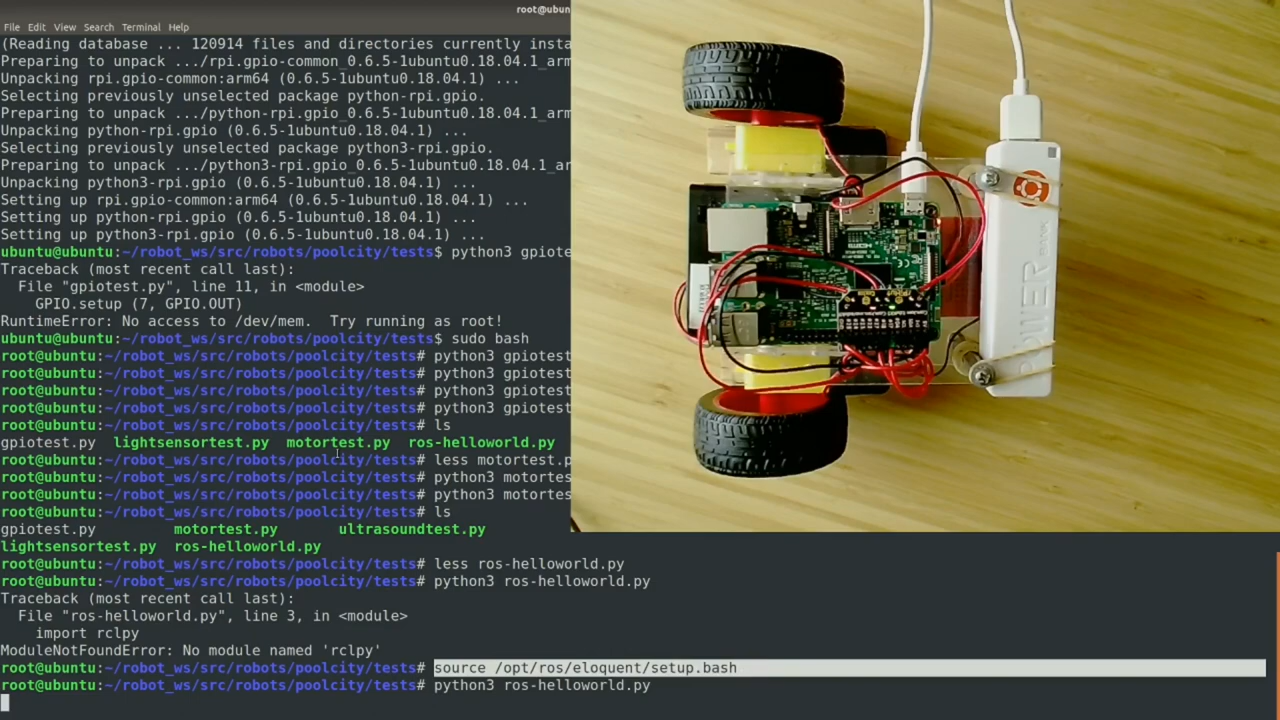 root@ubun
File Edit View Search Terminal Help
(Reading database ... 120914 files and directories currently insta
Preparing to unpack .../rpi.gpio-common_0.6.5-1ubuntu0.18.04.1_arm
Unpacking rpi.gpio-common:arm64 (0.6.5-1ubuntu0.18.04.1) ...
Selecting previously unselected package python-rpi.gpio.
Preparing to unpack .../python-rpi.gpio_0.6.5-1ubuntu0.18.04.1_arm
Unpacking python-rpi.gpio (0.6.5-1ubuntu0.18.04.1) ...
Selecting previously unselected package python3-rpi.gpio.
Preparing to unpack .../python3-rpi.gpio_0.6.5-1ubuntu0.18.04.1_ar
Unpacking python3-rpi.gpio (0.6.5-1ubuntu0.18.04.1) ...
Setting up rpi.gpio-common:arm64 (0.6.5-1ubuntu0.18.04.1) ...
Setting up python-rpi.gpio (0.6.5-1ubuntu0.18.04.1) ...
Setting up python3-rpi.gpio (0.6.5-1ubuntu0.18.04.1) ...
ubuntu@ubuntu:~/robot_ws/src/robots/poolcity/tests$ python3 gpiote
Traceback (most recent call last):
File "gpiotest.py", line 11, in <module>
GPIO.setup (7, GPIO.OUT)
RuntimeError: No access to /dev/mem. Try running as root!
ubuntu@ubuntu:~/robot_ws/src/robots/poolcity/tests$ sudo bash
root@ubuntu:~/robot_ws/src/robots/poolcity/tests# python3 gpiotest
root@ubuntu:~/robot_ws/src/robots/poolcity/tests# python3 gpiotest
root@ubuntu:~/robot_ws/src/robots/poolcity/tests# python3 gpiotest
root@ubuntu:~/robot_ws/src/robots/poolcity/tests# python3 gpiotest
root@ubuntu:~/robot_ws/src/robots/poolcity/tests# ls
gpiotest.py lightsensortest.py motortest.py ros-helloworld.py
root@ubuntu:~/robot_ws/src/robots/poolcity/tests# less motortest.p
root@ubuntu:~/robot_ws/src/robots/poolcity/tests# python3 motortes
root@ubuntu:~/robot_ws/src/robots/poolcity/tests# python3 motortes
root@ubuntu:~/robot_ws/src/robots/poolcity/tests# ls
gpiotest.py motortest.py ultrasoundtest.py
lightsensortest.py ros-helloworld.py
root@ubuntu:~/robot_ws/src/robots/poolcity/tests# less ros-helloworld.py
root@ubuntu:~/robot_ws/src/robots/poolcity/tests# python3 ros-helloworld.py
Traceback (most recent call last):
File "ros-helloworld.py", line 3, in <module>
import rclpy
ModuleNotFoundError: No module named 'rclpy'
root@ubuntu:~/robot_ws/src/robots/poolcity/tests# source /opt/ros/eloquent/setup.bash
root@ubuntu:~/robot_ws/src/robots/poolcity/tests# python3 ros-helloworld.py
POWER
BANK
HDMI